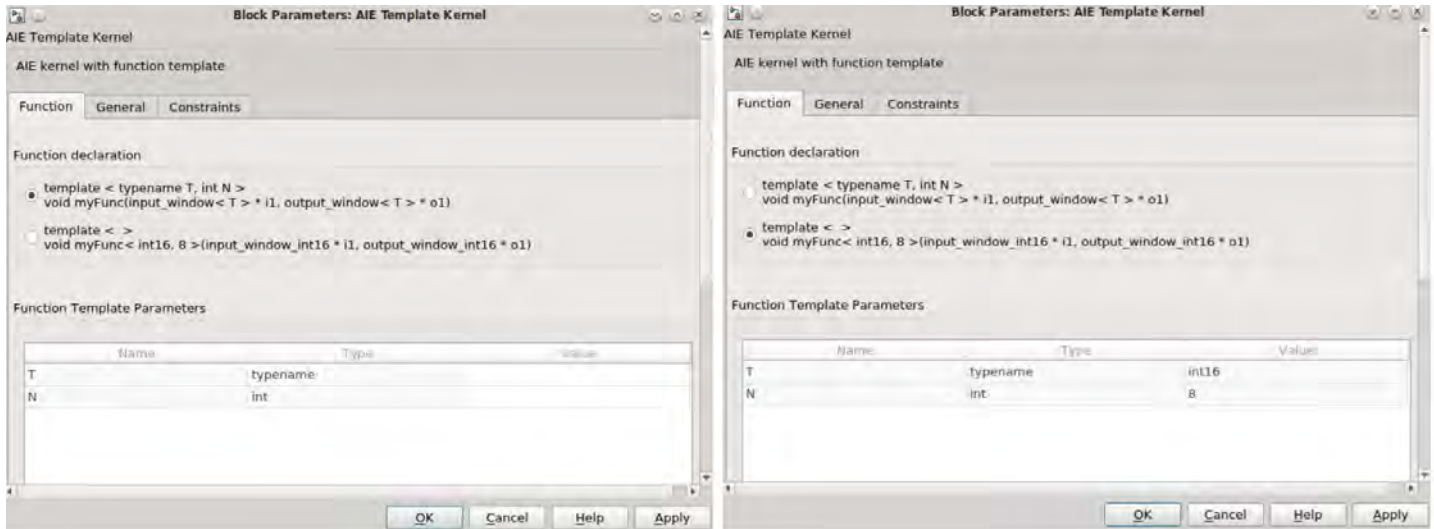 Block Parameters: AIE Template Kernel
AIE Template Kernel
AIE kernel with function template
Function General Constraints
Function declaration
template < typename T, int N >
void myFunc(input_window< T > * i1, output_window< T > * o1)
template < >
void myFunc< int16, 8 >(input_window_int16 * i1, output_window_int16 * o1)
Function Template Parameters
Name Type Value
T typename
N int
OK Cancel Help Apply
Block Parameters: AIE Template Kernel
AIE Template Kernel
AIE kernel with function template
Function General Constraints
Function declaration
template < typename T, int N >
void myFunc(input_window< T > * i1, output_window< T > * o1)
template < >
void myFunc< int16, 8 >(input_window_int16 * i1, output_window_int16 * o1)
Function Template Parameters
Name Type Value
T typename int16
N int 8
OK Cancel Help Apply